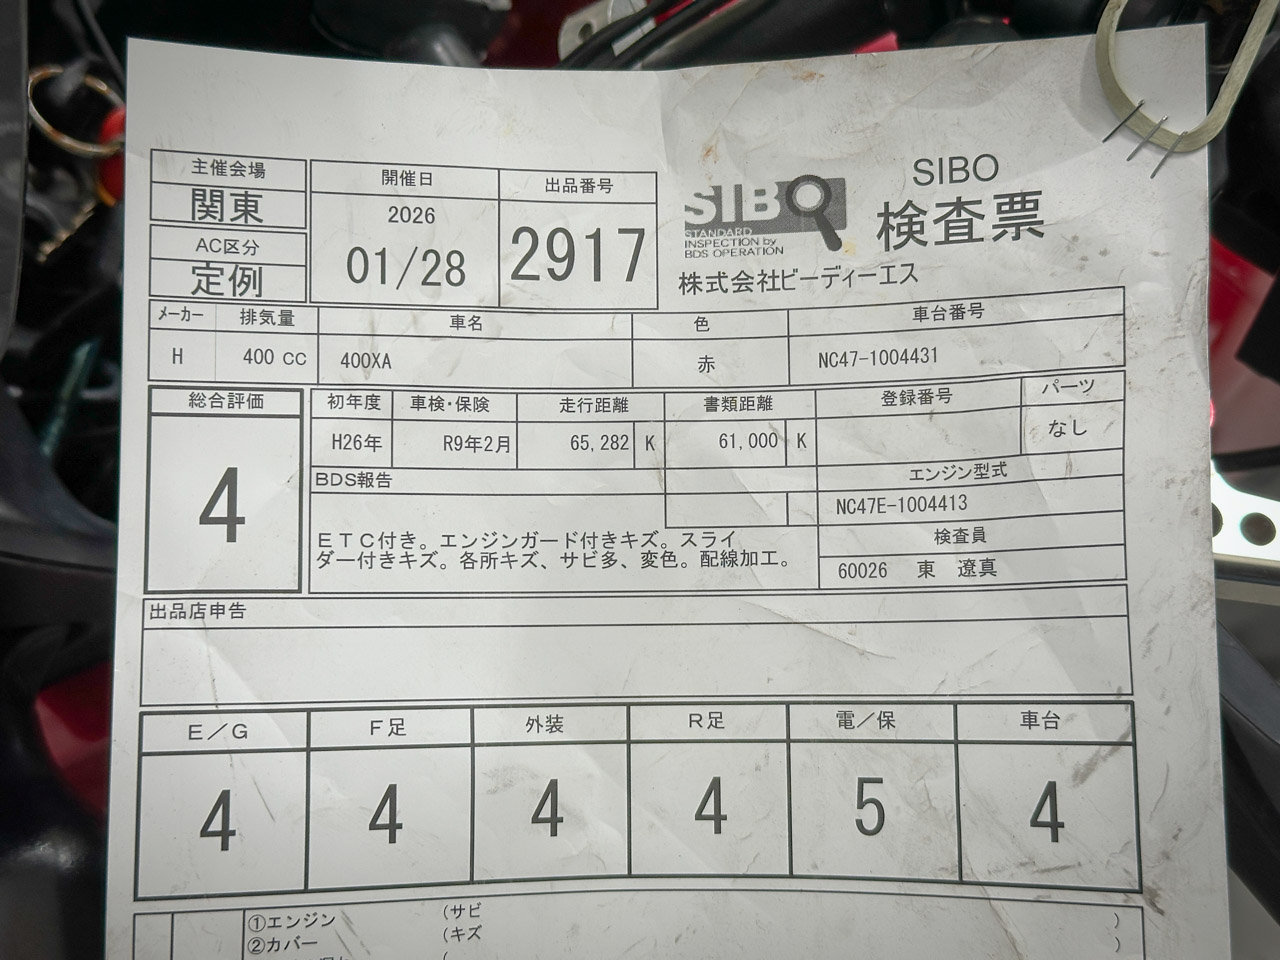 主催会場
関東
AC区分
定例
開催日
2026
01/28
出品番号
2917
SIBO
STANDARD
INSPECTION by
BDS OPERATION
SIBO
検査票
株式会社ビーディーエス
メーカー 排気量 車名 色 車台番号
H 400 cc 400XA 赤 NC47-1004431
総合評価
4
初年度 車検・保険 走行距離 書類距離 登録番号 パーツ
H26年 R9年2月 65,282 K 61,000 K なし
BDS報告
ETC付き。エンジンガード付きキズ。スライ
ダー付きキズ。各所キズ、サビ多、変色。配線加工。
エンジン型式
NC47E-1004413
検査員
60026 東 遼真
出品店申告
E/G F足 外装 R足 電/保 車台
4 4 4 4 5 4
①エンジン (サビ )
②カバー (キズ )